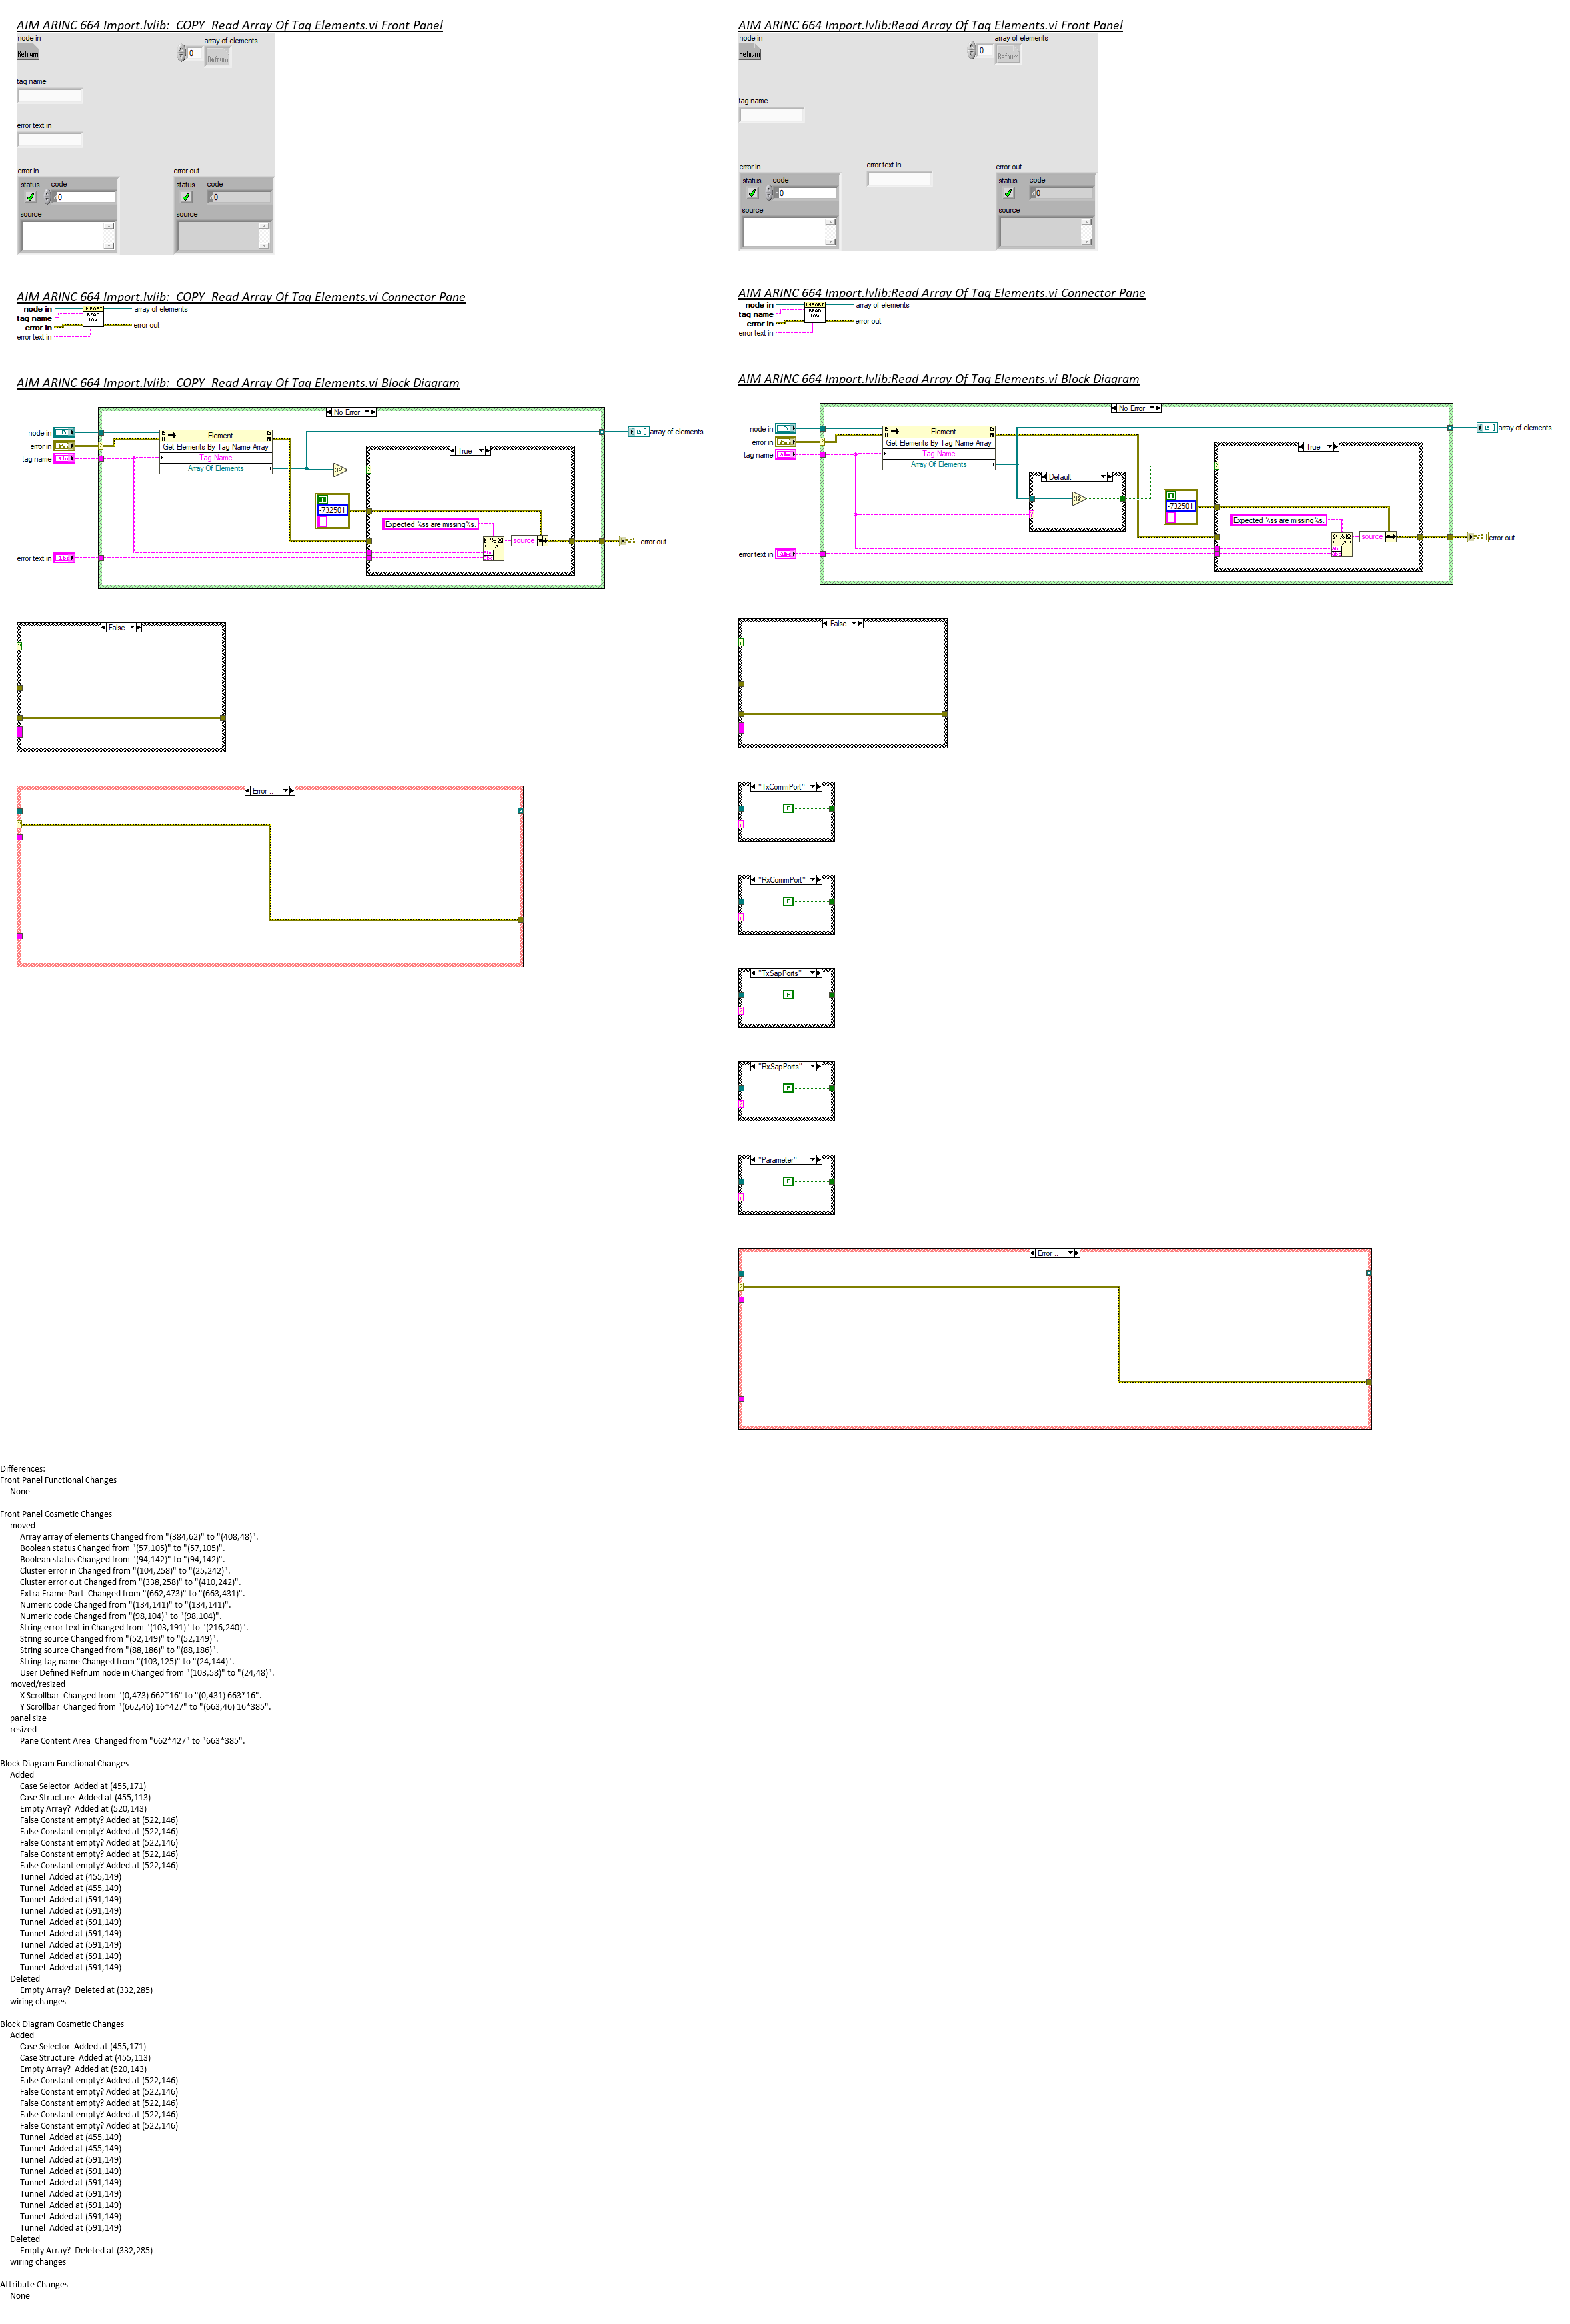 AIM ARINC 664 Import.lvlib:  COPY  Read Array Of Tag Elements.vi Front Panel
node in
Refnum
array of elements
0
Refnum
tag name
error text in
error in
status
code
0
source
error out
status
code
0
source
AIM ARINC 664 Import.lvlib:  COPY  Read Array Of Tag Elements.vi Connector Pane
node in
tag name
error in
error text in
IMPORT
READ
TAG
array of elements
error out
AIM ARINC 664 Import.lvlib:  COPY  Read Array Of Tag Elements.vi Block Diagram
No Error
node in
error in
tag name
abc
Element
Get Elements By Tag Name Array
Tag Name
Array Of Elements
True
T
-732501
Expected '%ss are missing%s.
source
array of elements
error out
error text in
abc
False
Error ..
AIM ARINC 664 Import.lvlib:Read Array Of Tag Elements.vi Front Panel
node in
Refnum
array of elements
0
Refnum
tag name
error in
status
code
0
source
error text in
error out
status
code
0
source
AIM ARINC 664 Import.lvlib:Read Array Of Tag Elements.vi Connector Pane
node in
tag name
error in
error text in
IMPORT
READ
TAG
array of elements
error out
AIM ARINC 664 Import.lvlib:Read Array Of Tag Elements.vi Block Diagram
No Error
node in
error in
tag name
abc
Element
Get Elements By Tag Name Array
Tag Name
Array Of Elements
Default
True
T
-732501
Expected '%ss are missing%s.
source
array of elements
error out
error text in
abc
False
"TxCommPort"
F
"RxCommPort"
F
"TxSapPorts"
F
"RxSapPorts"
F
"Parameter"
F
Error ..
Differences:
Front Panel Functional Changes
None
Front Panel Cosmetic Changes
moved
Array array of elements Changed from "(384,62)" to "(408,48)".
Boolean status Changed from "(57,105)" to "(57,105)".
Boolean status Changed from "(94,142)" to "(94,142)".
Cluster error in Changed from "(104,258)" to "(25,242)".
Cluster error out Changed from "(338,258)" to "(410,242)".
Extra Frame Part  Changed from "(662,473)" to "(663,431)".
Numeric code Changed from "(134,141)" to "(134,141)".
Numeric code Changed from "(98,104)" to "(98,104)".
String error text in Changed from "(103,191)" to "(216,240)".
String source Changed from "(52,149)" to "(52,149)".
String source Changed from "(88,186)" to "(88,186)".
String tag name Changed from "(103,125)" to "(24,144)".
User Defined Refnum node in Changed from "(103,58)" to "(24,48)".
moved/resized
X Scrollbar  Changed from "(0,473) 662*16" to "(0,431) 663*16".
Y Scrollbar  Changed from "(662,46) 16*427" to "(663,46) 16*385".
panel size
resized
Pane Content Area  Changed from "662*427" to "663*385".
Block Diagram Functional Changes
Added
Case Selector  Added at (455,171)
Case Structure  Added at (455,113)
Empty Array?  Added at (520,143)
False Constant empty? Added at (522,146)
False Constant empty? Added at (522,146)
False Constant empty? Added at (522,146)
False Constant empty? Added at (522,146)
False Constant empty? Added at (522,146)
Tunnel  Added at (455,149)
Tunnel  Added at (455,149)
Tunnel  Added at (591,149)
Tunnel  Added at (591,149)
Tunnel  Added at (591,149)
Tunnel  Added at (591,149)
Tunnel  Added at (591,149)
Tunnel  Added at (591,149)
Tunnel  Added at (591,149)
Deleted
Empty Array?  Deleted at (332,285)
wiring changes
Block Diagram Cosmetic Changes
Added
Case Selector  Added at (455,171)
Case Structure  Added at (455,113)
Empty Array?  Added at (520,143)
False Constant empty? Added at (522,146)
False Constant empty? Added at (522,146)
False Constant empty? Added at (522,146)
False Constant empty? Added at (522,146)
False Constant empty? Added at (522,146)
Tunnel  Added at (455,149)
Tunnel  Added at (455,149)
Tunnel  Added at (591,149)
Tunnel  Added at (591,149)
Tunnel  Added at (591,149)
Tunnel  Added at (591,149)
Tunnel  Added at (591,149)
Tunnel  Added at (591,149)
Tunnel  Added at (591,149)
Deleted
Empty Array?  Deleted at (332,285)
wiring changes
Attribute Changes
None